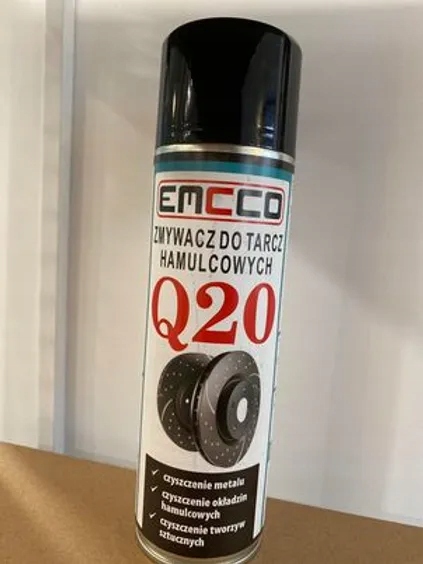 EMCCO
ZMYWACZ DO TARCZ
HAMULCOWYCH
Q20
✓ czyszczenie metalu
✓ czyszczenie okładzin
hamulcowych
✓ czyszczenie tworzyw
sztucznych